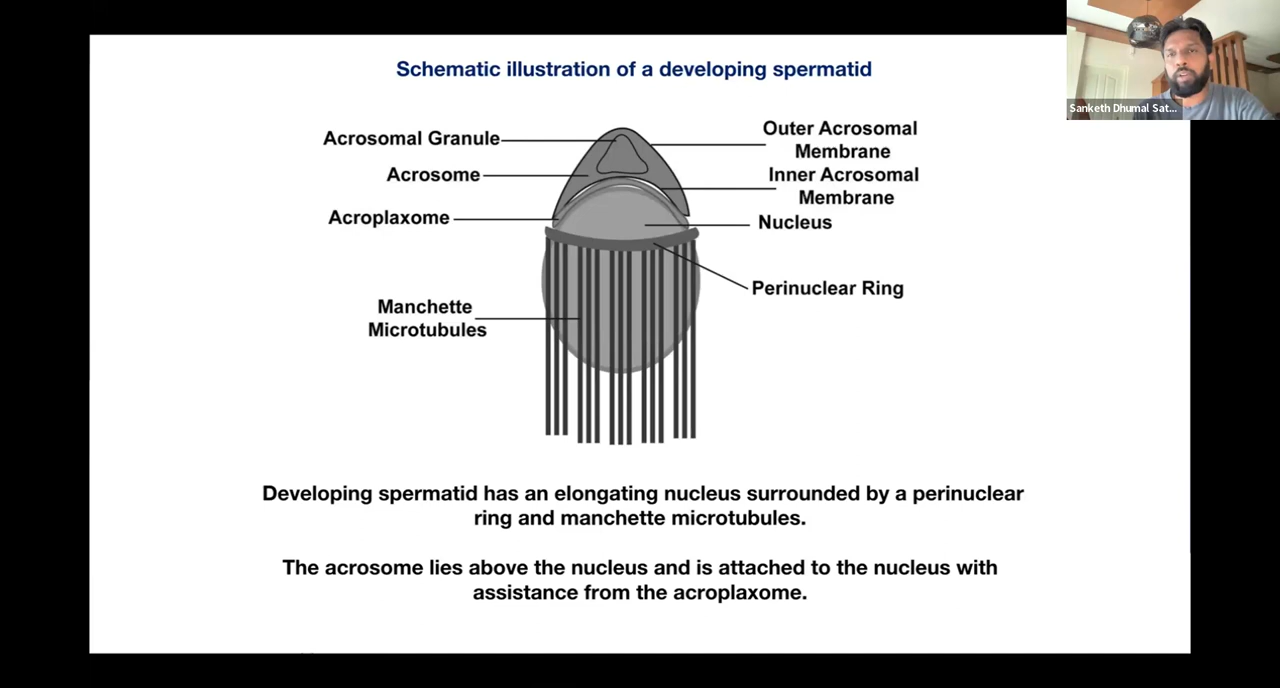 Schematic illustration of a developing spermatid
Sanketh Dhumal Sat...
Acrosomal Granule
Acrosome
Acroplaxome
Manchette
Microtubules
Outer Acrosomal
Membrane
Inner Acrosomal
Membrane
Nucleus
Perinuclear Ring
Developing spermatid has an elongating nucleus surrounded by a perinuclear
ring and manchette microtubules.
The acrosome lies above the nucleus and is attached to the nucleus with
assistance from the acroplaxome.